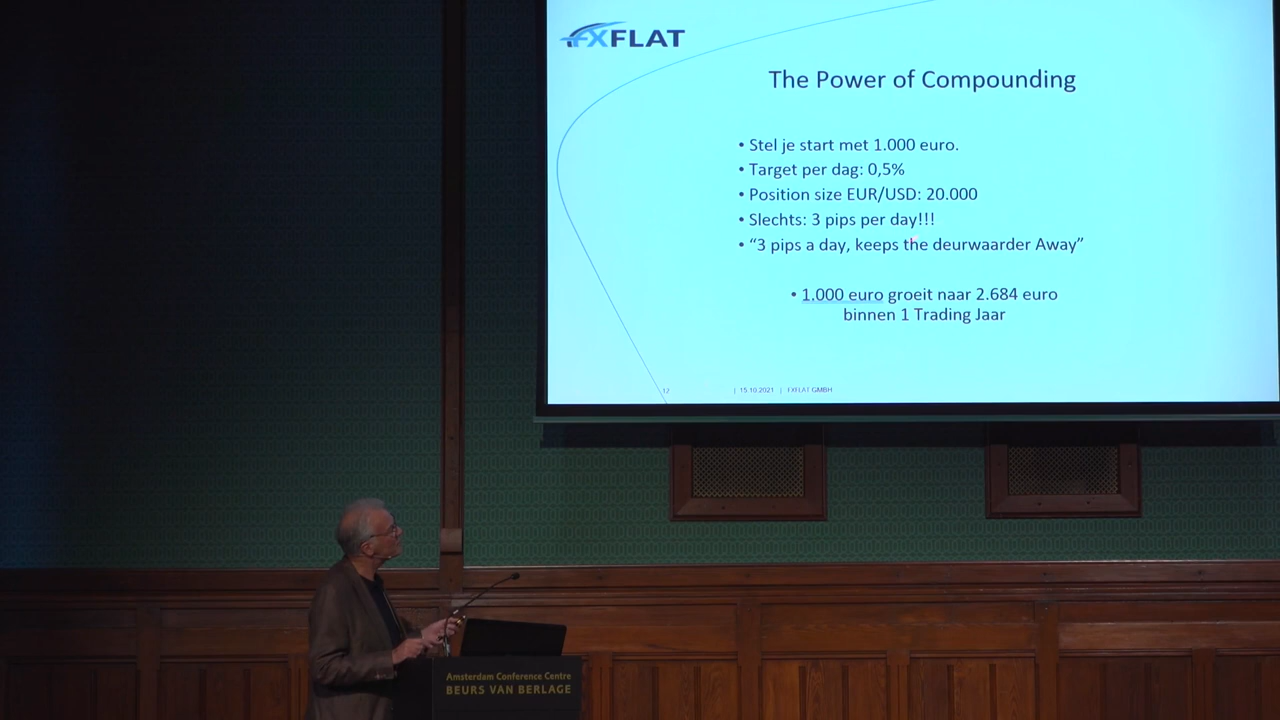 FXFLAT
The Power of Compounding
• Stel je start met 1.000 euro.
• Target per dag: 0,5%
• Position size EUR/USD: 20.000
• Slechts: 3 pips per day!!!
• “3 pips a day, keeps the deurwaarder Away”
• 1.000 euro groeit naar 2.684 euro
binnen 1 Trading Jaar
17 | 15.10.2021 | FXFLAT GMBH
Amsterdam Conference Centre
BEURS VAN BERLAGE